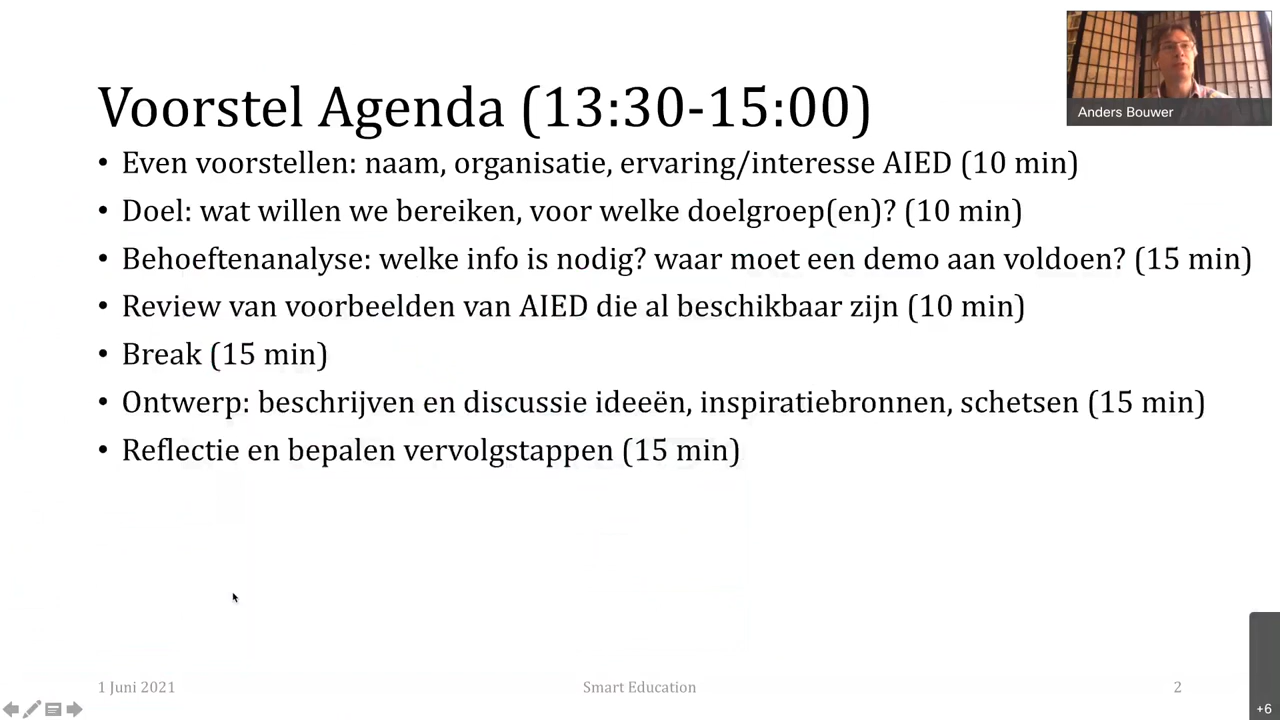 Anders Bouwer
Voorstel Agenda (13:30-15:00)
• Even voorstellen: naam, organisatie, ervaring/interesse AIED (10 min)
• Doel: wat willen we bereiken, voor welke doelgroep(en)? (10 min)
• Behoeftenanalyse: welke info is nodig? waar moet een demo aan voldoen? (15 min)
• Review van voorbeelden van AIED die al beschikbaar zijn (10 min)
• Break (15 min)
• Ontwerp: beschrijven en discussie ideeën, inspiratiebronnen, schetsen (15 min)
• Reflectie en bepalen vervolgstappen (15 min)
1 Juni 2021
Smart Education
2
+6